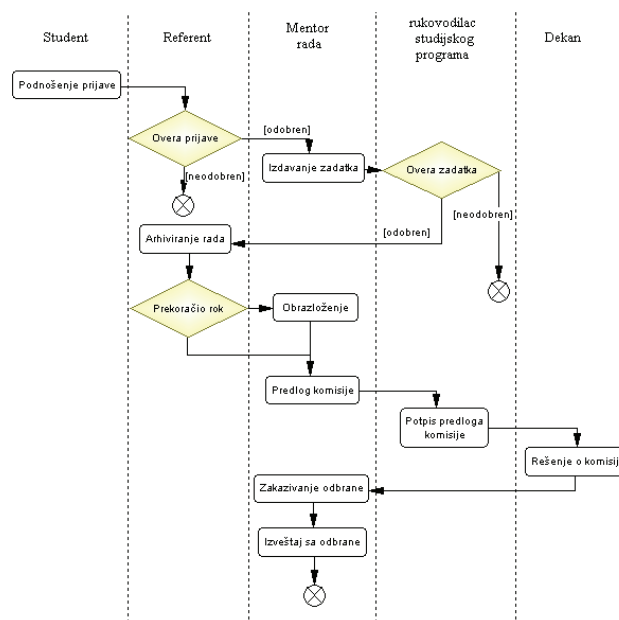 Student
Referent
Mentor
rada
rukovodilac
studijskog
programa
Dekan
Podnošenje prijave
Overa prijave
[odobren]
[neodobren]
Izdavanje zadatka
Overa zadatka
[neodobren]
[odobren]
Arhiviranje rada
Prekoračio rok
Obrazloženje
Predlog komisije
Potpis predloga
komisije
Rešenje o komisiji
Zakazivanje odbrane
Izveštaj sa odbrane